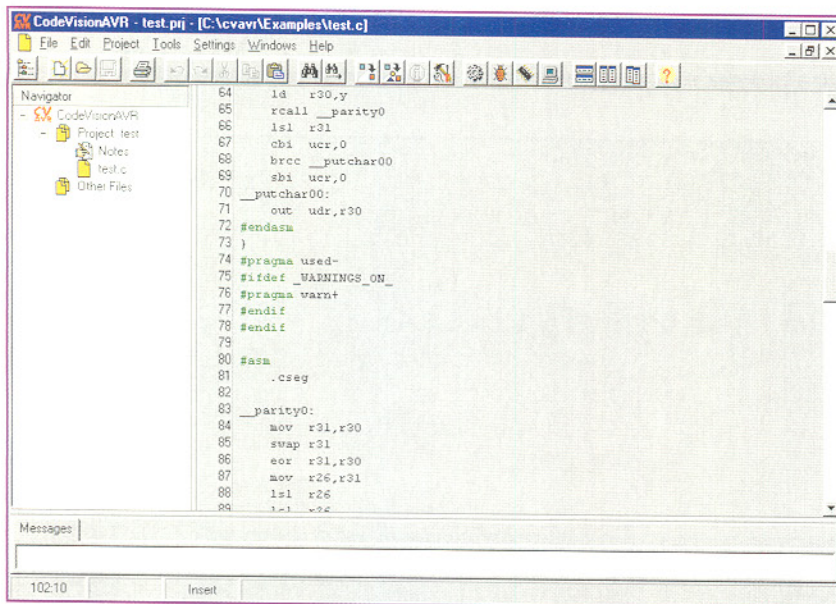 CodeVisionAVR - test.prj - [C:\cvavr\Examples\test.c]
File Edit Project Tools Settings Windows Help
Navigator
CodeVisionAVR
Project: test
Notes
test.c
Other Files
64 ld r30,y
65 rcall __parity0
66 lsl r31
67 cbi ucr,0
68 brcc __putchar00
69 sbi ucr,0
70 __putchar00:
71 out udr,r30
72 #endasm
73 }
74 #pragma used-
75 #ifdef _WARNINGS_ON_
76 #pragma warn+
77 #endif
78 #endif
79
80 #asm
81 .cseg
82
83 __parity0:
84 mov r31,r30
85 swap r31
86 eor r31,r30
87 mov r26,r31
88 lsl r26
89 lsl r26
Messages
102:10 Insert